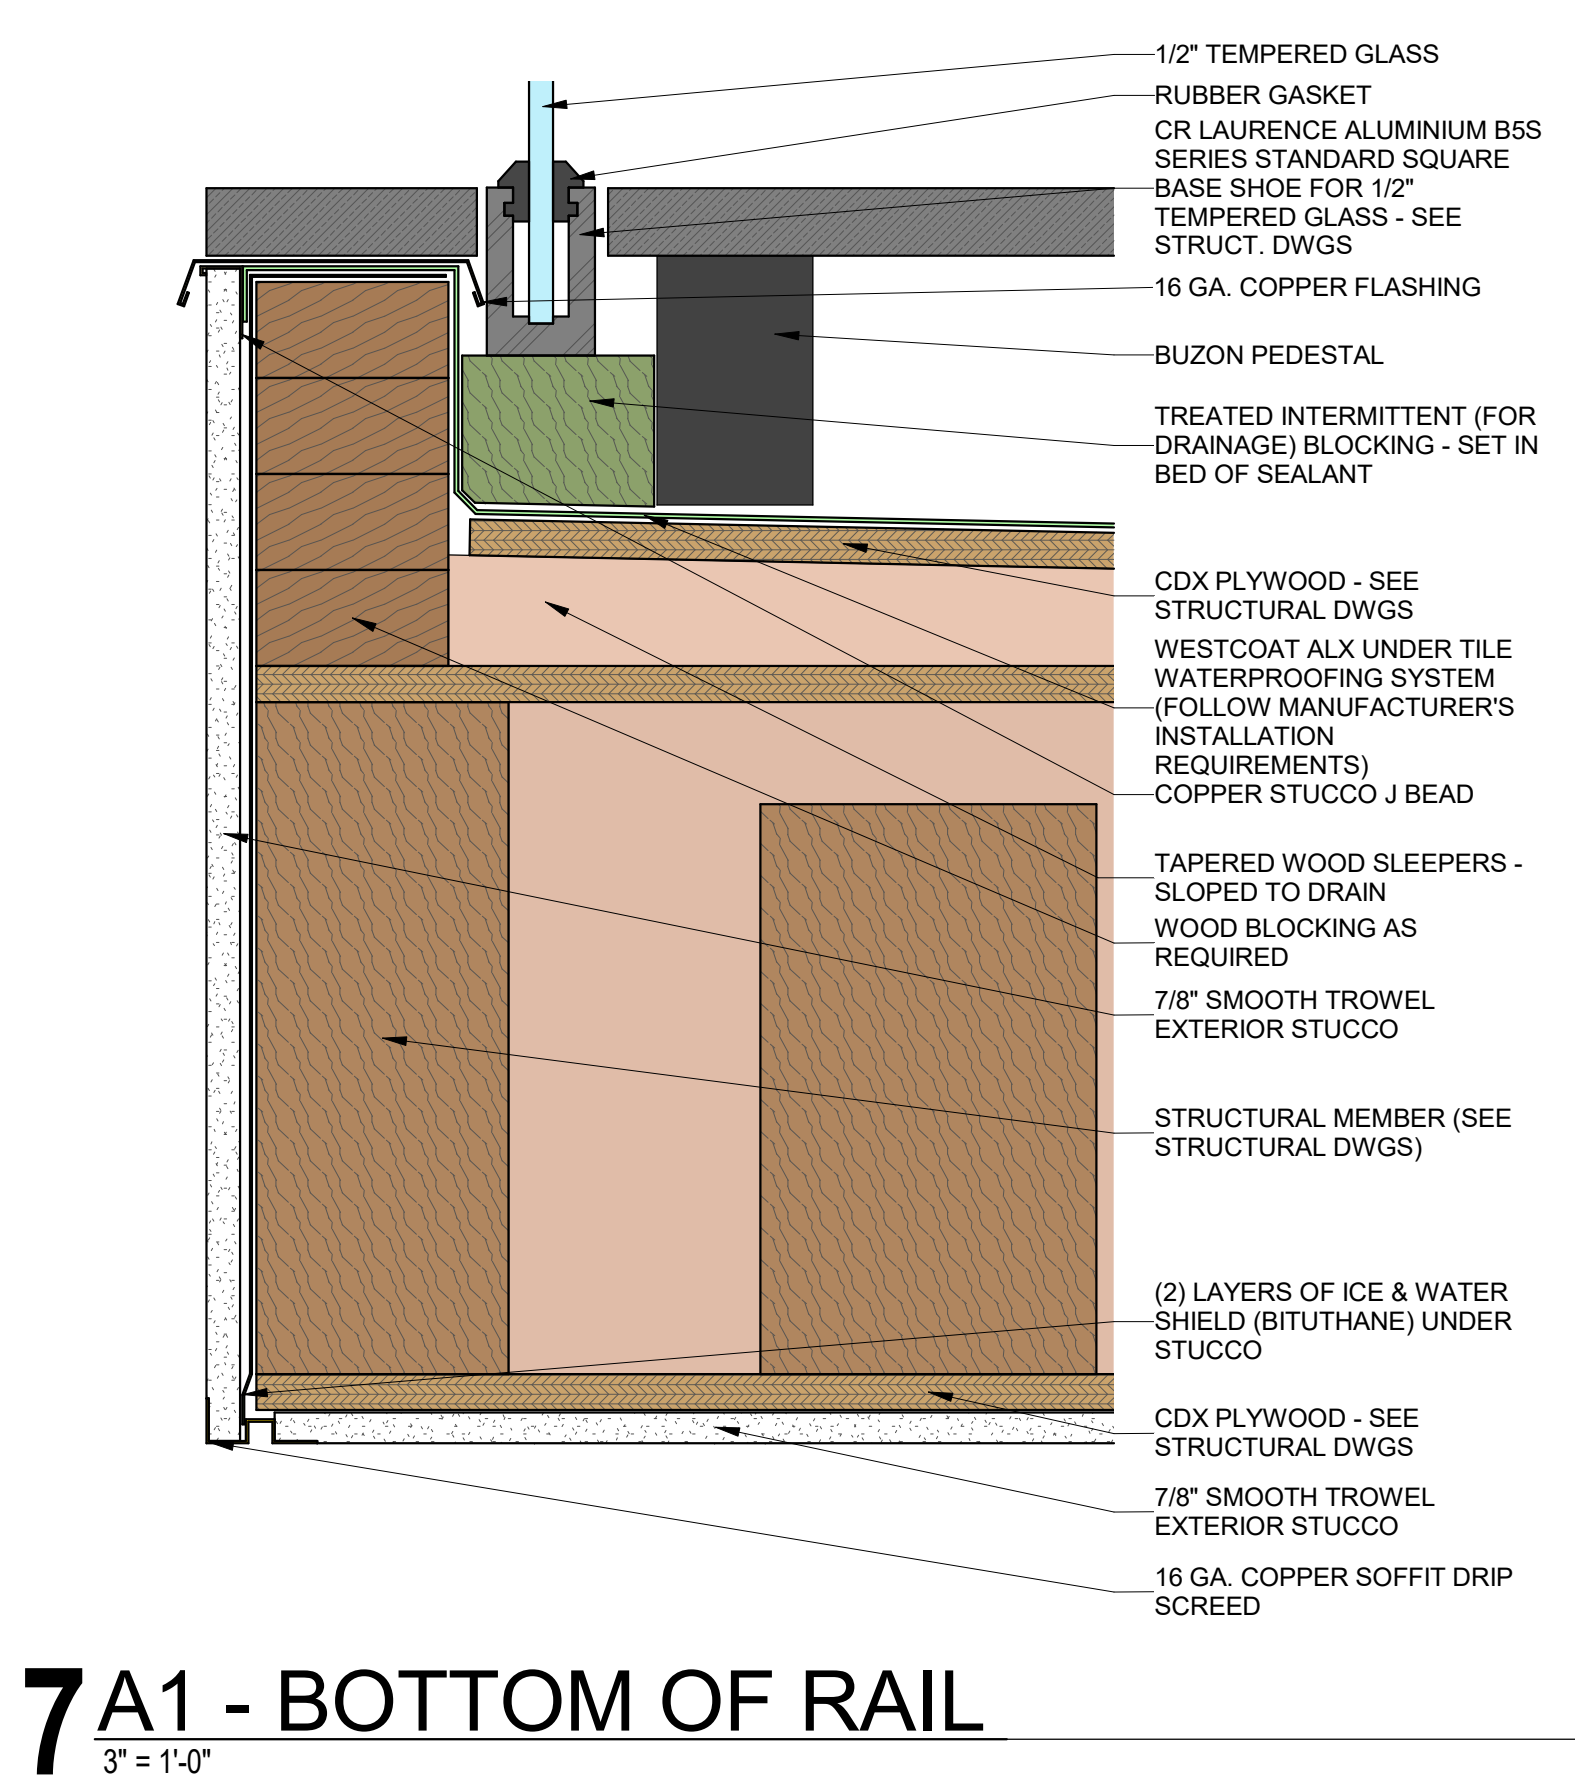 1/2" TEMPERED GLASS
RUBBER GASKET
CR LAURENCE ALUMINIUM B5S
SERIES STANDARD SQUARE
BASE SHOE FOR 1/2"
TEMPERED GLASS - SEE
STRUCT. DWGS
16 GA. COPPER FLASHING
BUZON PEDESTAL
TREATED INTERMITTENT (FOR
DRAINAGE) BLOCKING - SET IN
BED OF SEALANT
CDX PLYWOOD - SEE
STRUCTURAL DWGS
WESTCOAT ALX UNDER TILE
WATERPROOFING SYSTEM
(FOLLOW MANUFACTURER'S
INSTALLATION
REQUIREMENTS)
COPPER STUCCO J BEAD
TAPERED WOOD SLEEPERS -
SLOPED TO DRAIN
WOOD BLOCKING AS
REQUIRED
7/8" SMOOTH TROWEL
EXTERIOR STUCCO
STRUCTURAL MEMBER (SEE
STRUCTURAL DWGS)
(2) LAYERS OF ICE & WATER
SHIELD (BITUTHANE) UNDER
STUCCO
CDX PLYWOOD - SEE
STRUCTURAL DWGS
7/8" SMOOTH TROWEL
EXTERIOR STUCCO
16 GA. COPPER SOFFIT DRIP
SCREED
7 A1 - BOTTOM OF RAIL
3" = 1'-0"